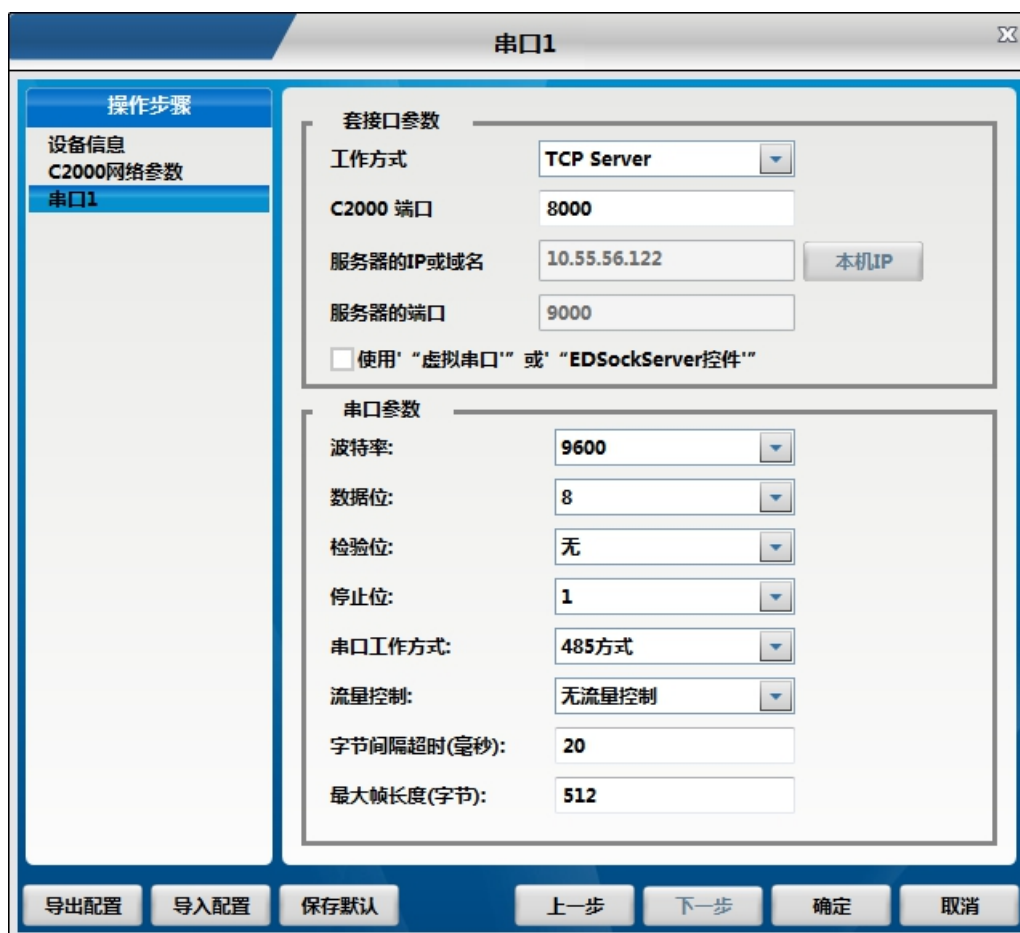 串口1
操作步骤
设备信息
C2000网络参数
串口1
套接口参数
工作方式 TCP Server
C2000 端口 8000
服务器的IP或域名 10.55.56.122 本机IP
服务器的端口 9000
使用'“虚拟串口'”或'“EDSockServer控件'”
串口参数
波特率: 9600
数据位: 8
检验位: 无
停止位: 1
串口工作方式: 485方式
流量控制: 无流量控制
字节间隔超时(毫秒): 20
最大帧长度(字节): 512
导出配置 导入配置 保存默认 上一步 下一步 确定 取消